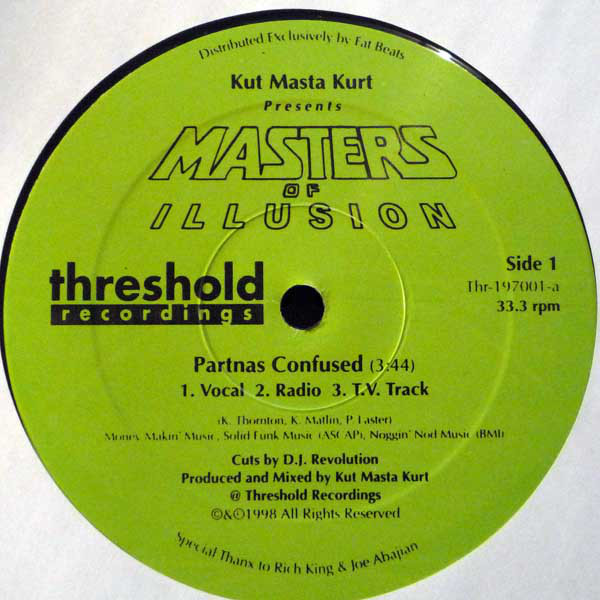 Distributed Exclusively by Fat Beats
Kut Masta Kurt
Presents
MASTERS
OF
ILLUSION
threshold
recordings
Side 1
Thr-197001-a
33.3 rpm
Partnas Confused (3:44)
1. Vocal 2. Radio 3. T.V. Track
(K. Thornton, K. Matlin, P. Laster)
Money Makin' Music, Solid Funk Music (ASCAP), Noggin' Nod Music (BMI)
Cuts by D.J. Revolution
Produced and Mixed by Kut Masta Kurt
@ Threshold Recordings
©&©1998 All Rights Reserved
Special Thanx to Rich King & Joe Abajian